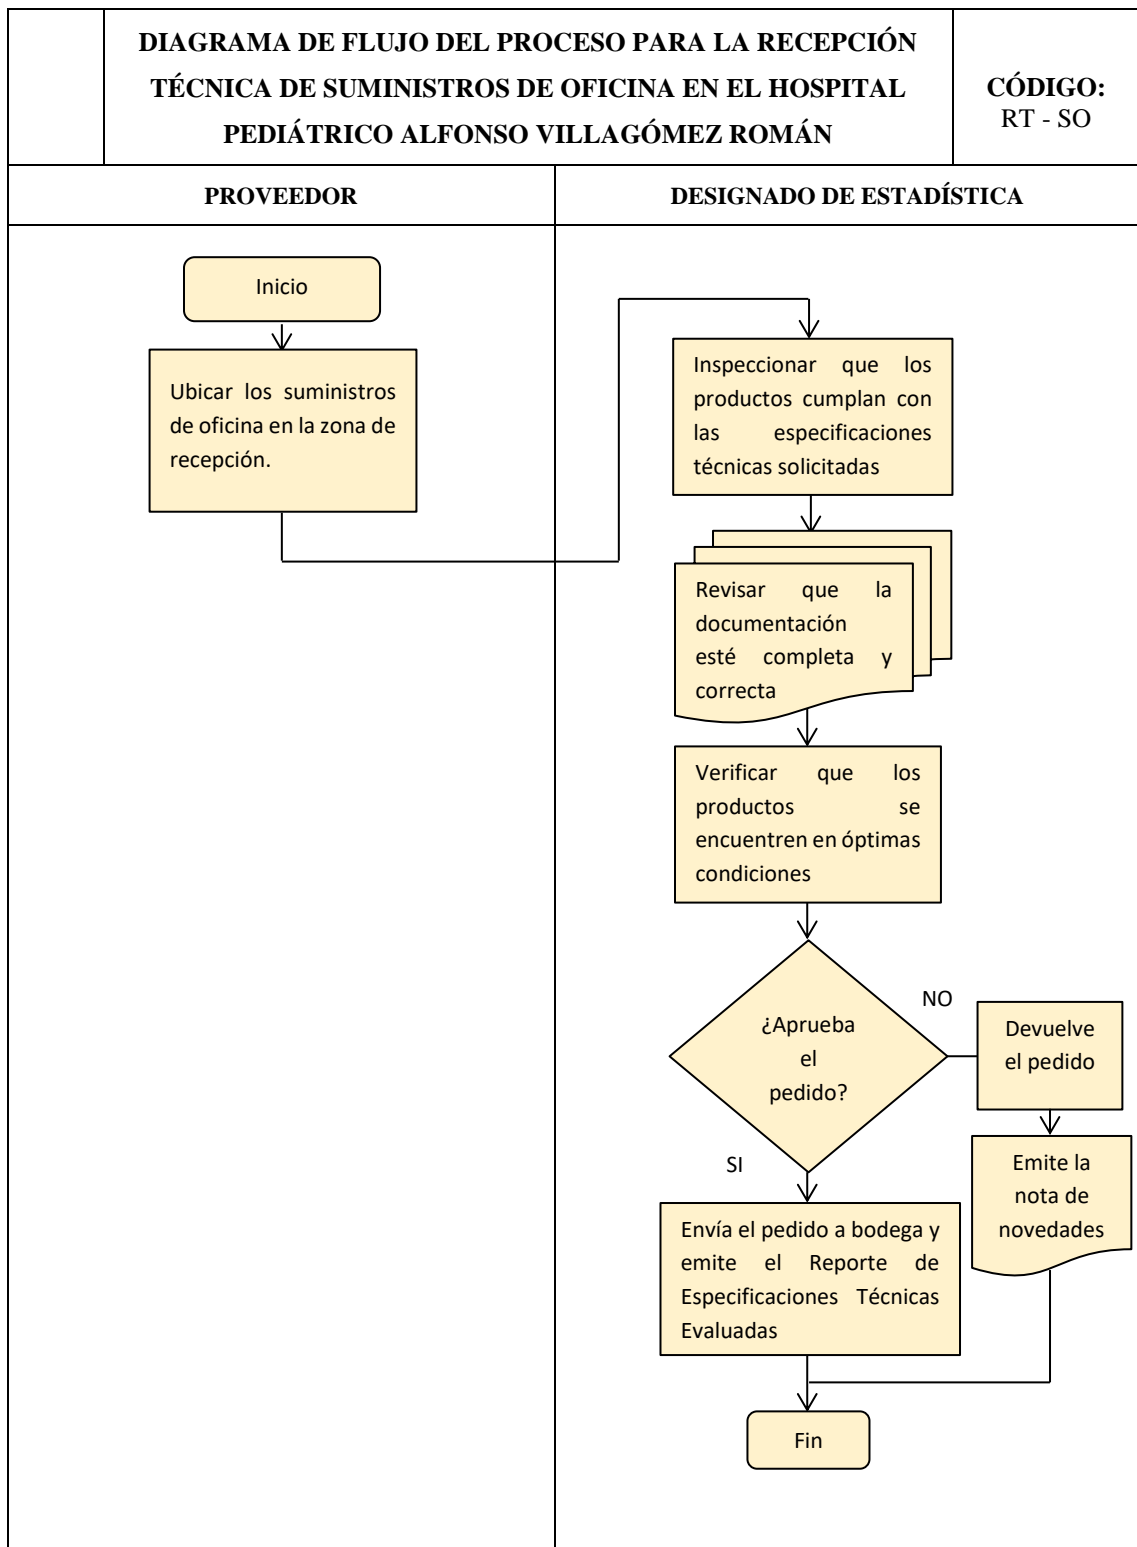 DIAGRAMA DE FLUJO DEL PROCESO PARA LA RECEPCIÓN
TÉCNICA DE SUMINISTROS DE OFICINA EN EL HOSPITAL
PEDIÁTRICO ALFONSO VILLAGÓMEZ ROMÁN
CÓDIGO:
RT - SO
PROVEEDOR
DESIGNADO DE ESTADÍSTICA
Inicio
Ubicar los suministros
de oficina en la zona de
recepción.
Inspeccionar que los
productos cumplan con
las especificaciones
técnicas solicitadas
Revisar que la
documentación
esté completa y
correcta
Verificar que los
productos se
encuentren en óptimas
condiciones
¿Aprueba
el
pedido?
NO
Devuelve
el pedido
SI
Emite la
nota de
novedades
Envía el pedido a bodega y
emite el Reporte de
Especificaciones Técnicas
Evaluadas
Fin